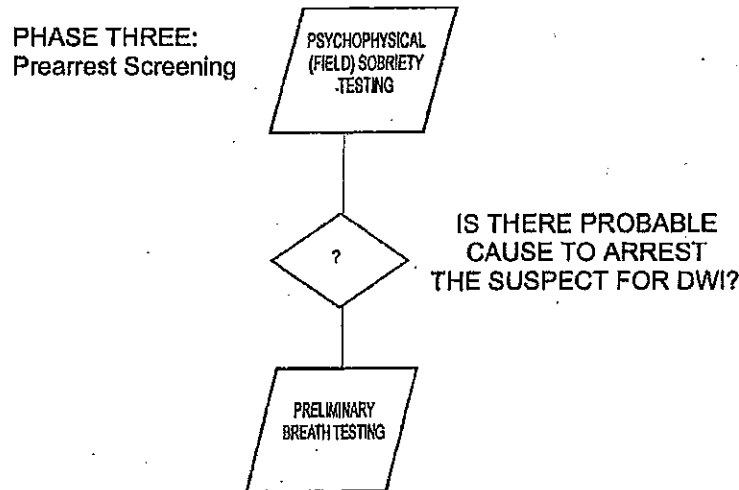 PHASE THREE:
Prearrest Screening
PSYCHOPHYSICAL
(FIELD) SOBRIETY
TESTING
?
IS THERE PROBABLE
CAUSE TO ARREST
THE SUSPECT FOR DWI?
PRELIMINARY
BREATH TESTING